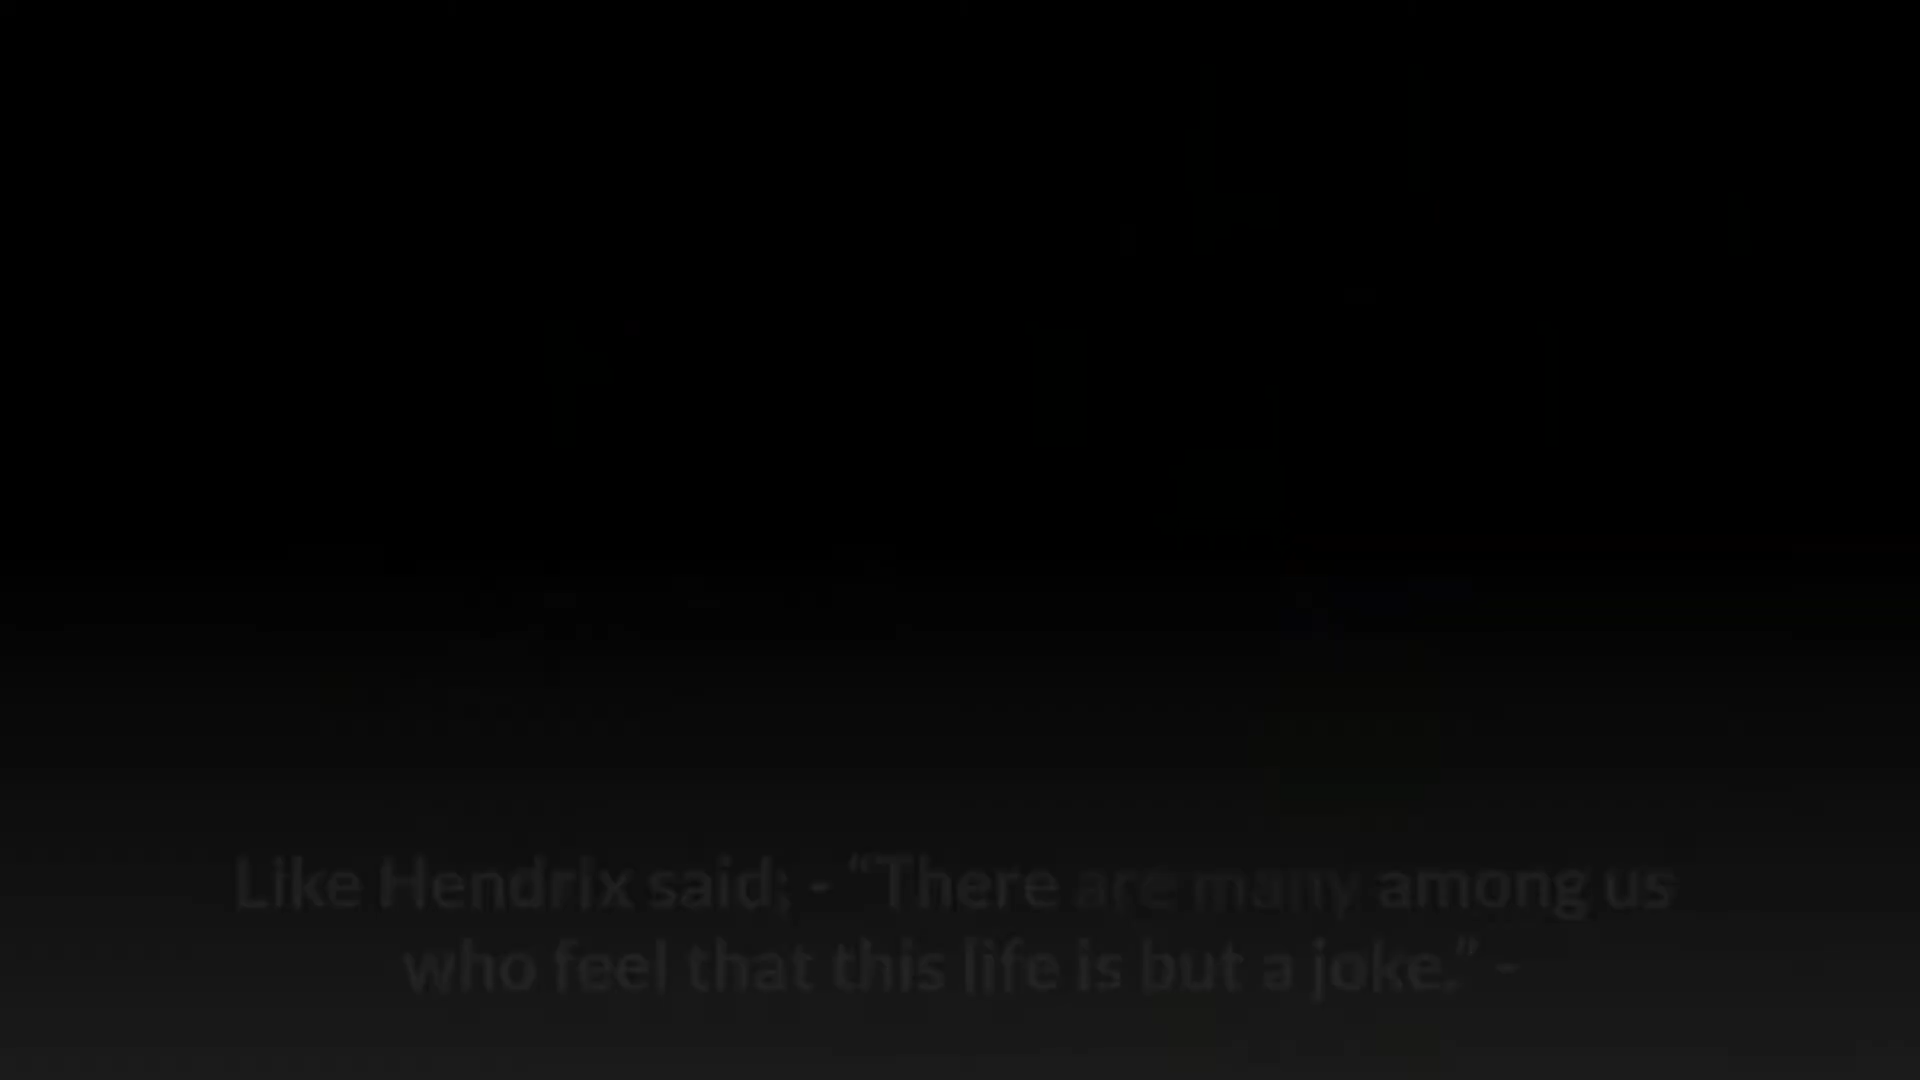 Like Hendrix said; - “There are many among us
who feel that this life is but a joke.” -